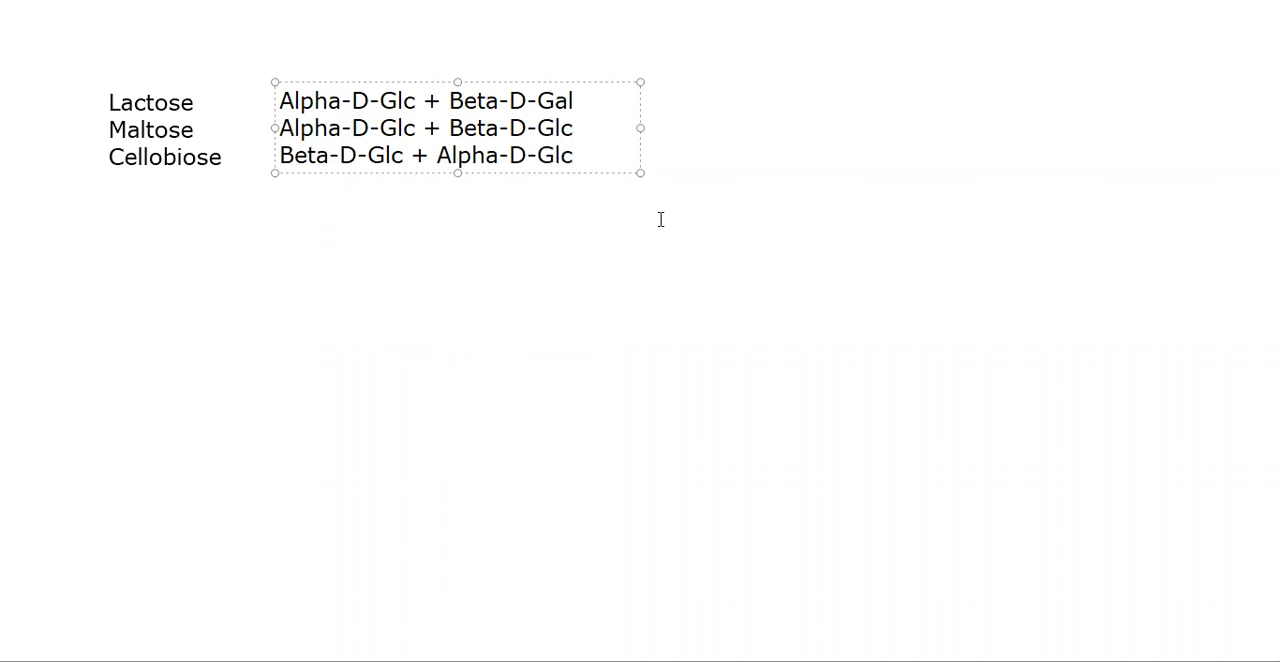 Lactose Alpha-D-Glc + Beta-D-Gal
Maltose Alpha-D-Glc + Beta-D-Glc
Cellobiose Beta-D-Glc + Alpha-D-Glc